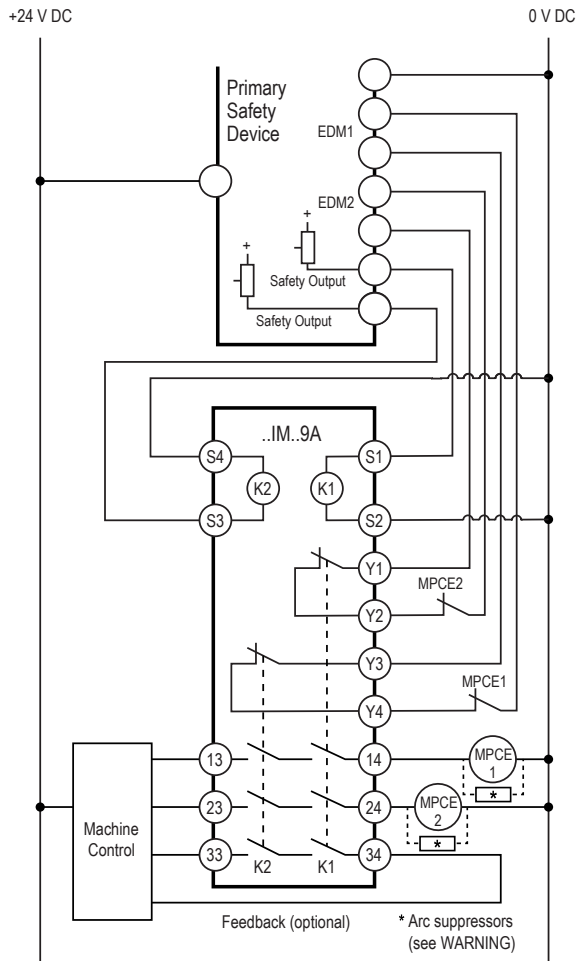 +24 V DC
0 V DC
Primary
Safety
Device
EDM1
EDM2
+
+
Safety Output
Safety Output
..IM..9A
S4
S1
K2
K1
S3
S2
Y1
MPCE2
Y2
Y3
MPCE1
Y4
13
14
MPCE
1
*
23
24
MPCE
2
*
Machine
Control
33
K2
K1
34
Feedback (optional)
* Arc suppressors
(see WARNING)